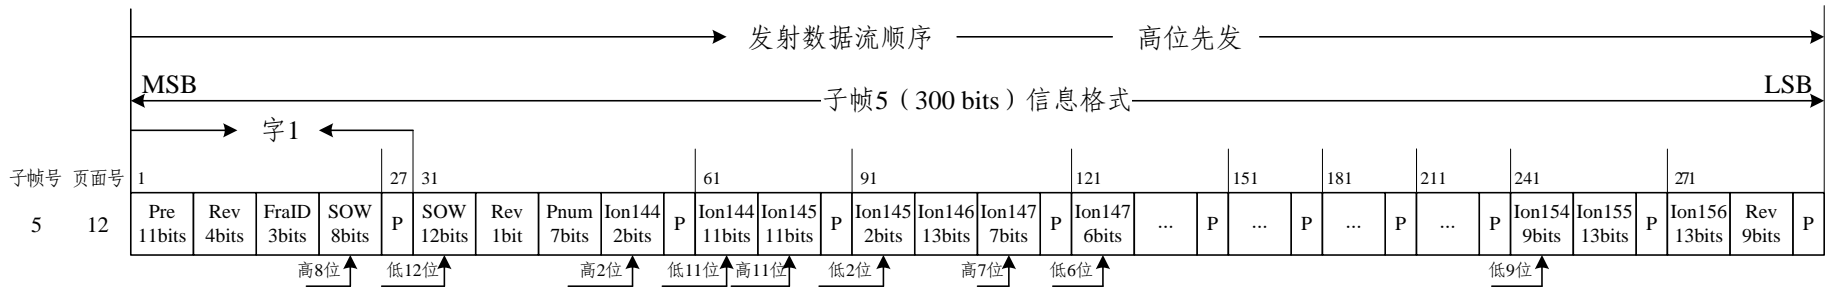 发射数据流顺序 高位先发
MSB LSB
子帧5（300 bits）信息格式
字1
子帧号 页面号 1 27 31 61 91 121 151 181 211 241 271
5 12 Pre 11bits Rev 4bits FraID 3bits SOW 8bits P SOW 12bits Rev 1bit Pnum 7bits Ion144 2bits P Ion144 11bits Ion145 11bits P Ion145 2bits Ion146 13bits Ion147 7bits P Ion147 6bits ... P ... P ... P ... P Ion154 9bits Ion155 13bits P Ion156 13bits Rev 9bits P
高8位 低12位 高2位 低11位 高11位 低2位 高7位 低6位 低9位